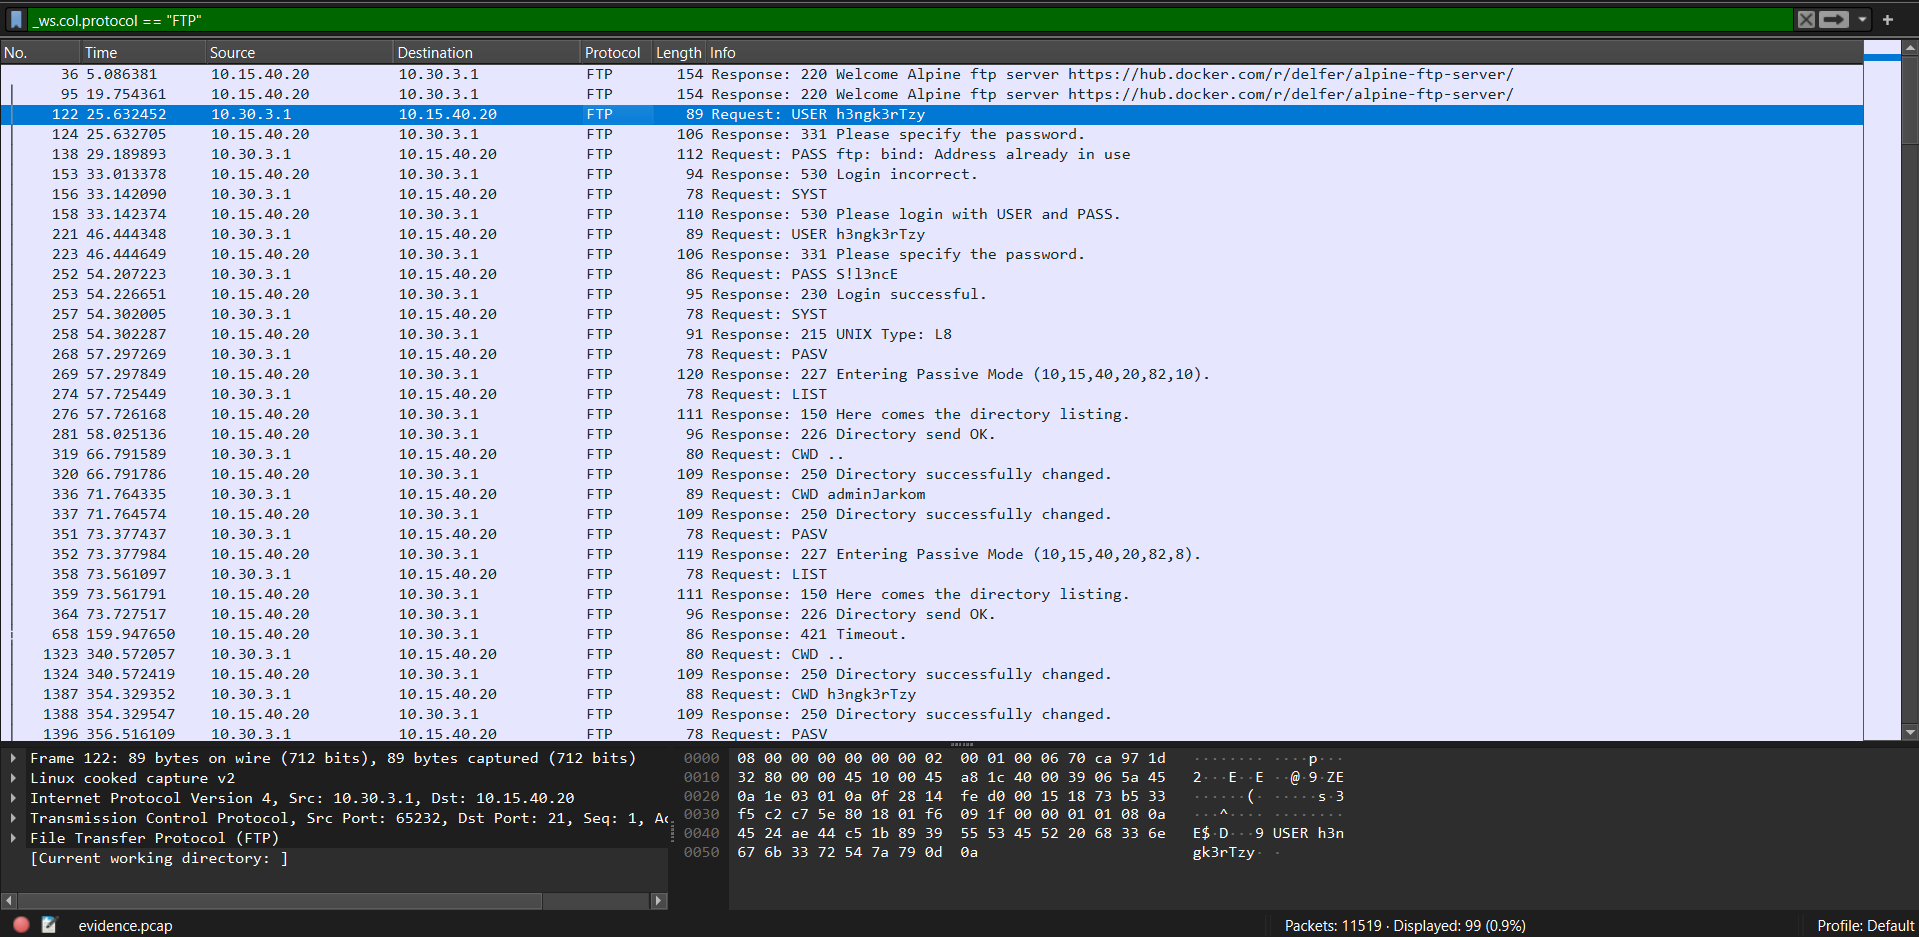 _ws.col.protocol == "FTP"
No. Time Source Destination Protocol Length Info
36 5.086381 10.15.40.20 10.30.3.1 FTP 154 Response: 220 Welcome Alpine ftp server https://hub.docker.com/r/delfer/alpine-ftp-server/
95 19.754361 10.15.40.20 10.30.3.1 FTP 154 Response: 220 Welcome Alpine ftp server https://hub.docker.com/r/delfer/alpine-ftp-server/
122 25.632452 10.30.3.1 10.15.40.20 FTP 89 Request: USER h3ngk3rTzy
124 25.632705 10.15.40.20 10.30.3.1 FTP 106 Response: 331 Please specify the password.
138 29.189893 10.30.3.1 10.15.40.20 FTP 112 Request: PASS ftp: bind: Address already in use
153 33.013378 10.15.40.20 10.30.3.1 FTP 94 Response: 530 Login incorrect.
156 33.142090 10.30.3.1 10.15.40.20 FTP 78 Request: SYST
158 33.142374 10.15.40.20 10.30.3.1 FTP 110 Response: 530 Please login with USER and PASS.
221 46.444348 10.30.3.1 10.15.40.20 FTP 89 Request: USER h3ngk3rTzy
223 46.444649 10.15.40.20 10.30.3.1 FTP 106 Response: 331 Please specify the password.
252 54.207223 10.30.3.1 10.15.40.20 FTP 86 Request: PASS S!l3ncE
253 54.226651 10.15.40.20 10.30.3.1 FTP 95 Response: 230 Login successful.
257 54.302005 10.30.3.1 10.15.40.20 FTP 78 Request: SYST
258 54.302287 10.15.40.20 10.30.3.1 FTP 91 Response: 215 UNIX Type: L8
268 57.297269 10.30.3.1 10.15.40.20 FTP 78 Request: PASV
269 57.297849 10.15.40.20 10.30.3.1 FTP 120 Response: 227 Entering Passive Mode (10,15,40,20,82,10).
274 57.725449 10.30.3.1 10.15.40.20 FTP 78 Request: LIST
276 57.726168 10.15.40.20 10.30.3.1 FTP 111 Response: 150 Here comes the directory listing.
281 58.025136 10.15.40.20 10.30.3.1 FTP 96 Response: 226 Directory send OK.
319 66.791589 10.30.3.1 10.15.40.20 FTP 80 Request: CWD ..
320 66.791786 10.15.40.20 10.30.3.1 FTP 109 Response: 250 Directory successfully changed.
336 71.764335 10.30.3.1 10.15.40.20 FTP 89 Request: CWD adminJarkom
337 71.764574 10.15.40.20 10.30.3.1 FTP 109 Response: 250 Directory successfully changed.
351 73.377437 10.30.3.1 10.15.40.20 FTP 78 Request: PASV
352 73.377984 10.15.40.20 10.30.3.1 FTP 119 Response: 227 Entering Passive Mode (10,15,40,20,82,8).
358 73.561097 10.30.3.1 10.15.40.20 FTP 78 Request: LIST
359 73.561791 10.15.40.20 10.30.3.1 FTP 111 Response: 150 Here comes the directory listing.
364 73.727517 10.15.40.20 10.30.3.1 FTP 96 Response: 226 Directory send OK.
658 159.947650 10.15.40.20 10.30.3.1 FTP 86 Response: 421 Timeout.
1323 340.572057 10.30.3.1 10.15.40.20 FTP 80 Request: CWD ..
1324 340.572419 10.15.40.20 10.30.3.1 FTP 109 Response: 250 Directory successfully changed.
1387 354.329352 10.30.3.1 10.15.40.20 FTP 88 Request: CWD h3ngk3rTzy
1388 354.329547 10.15.40.20 10.30.3.1 FTP 109 Response: 250 Directory successfully changed.
1396 356.516109 10.30.3.1 10.15.40.20 FTP 78 Request: PASV
Frame 122: 89 bytes on wire (712 bits), 89 bytes captured (712 bits)
Linux cooked capture v2
Internet Protocol Version 4, Src: 10.30.3.1, Dst: 10.15.40.20
Transmission Control Protocol, Src Port: 65232, Dst Port: 21, Seq: 1, Ac
File Transfer Protocol (FTP)
[Current working directory: ]
0000 08 00 00 00 00 00 00 02 00 01 00 06 70 ca 97 1d ········ ····p···
0010 32 80 00 00 45 10 00 45 a8 1c 40 00 39 06 5a 45 2···E··E ··@·9·ZE
0020 0a 1e 03 01 0a 0f 28 14 fe d0 00 15 18 73 b5 33 ······(· ·····s·3
0030 f5 c2 c7 5e 80 18 01 f6 09 1f 00 00 01 01 08 0a ···^···· ········
0040 45 24 ae 44 c5 1b 89 39 55 53 45 52 20 68 33 6e E$·D···9 USER h3n
0050 67 6b 33 72 54 7a 79 0d 0a gk3rTzy· ·
evidence.pcap
Packets: 11519 · Displayed: 99 (0.9%)
Profile: Default